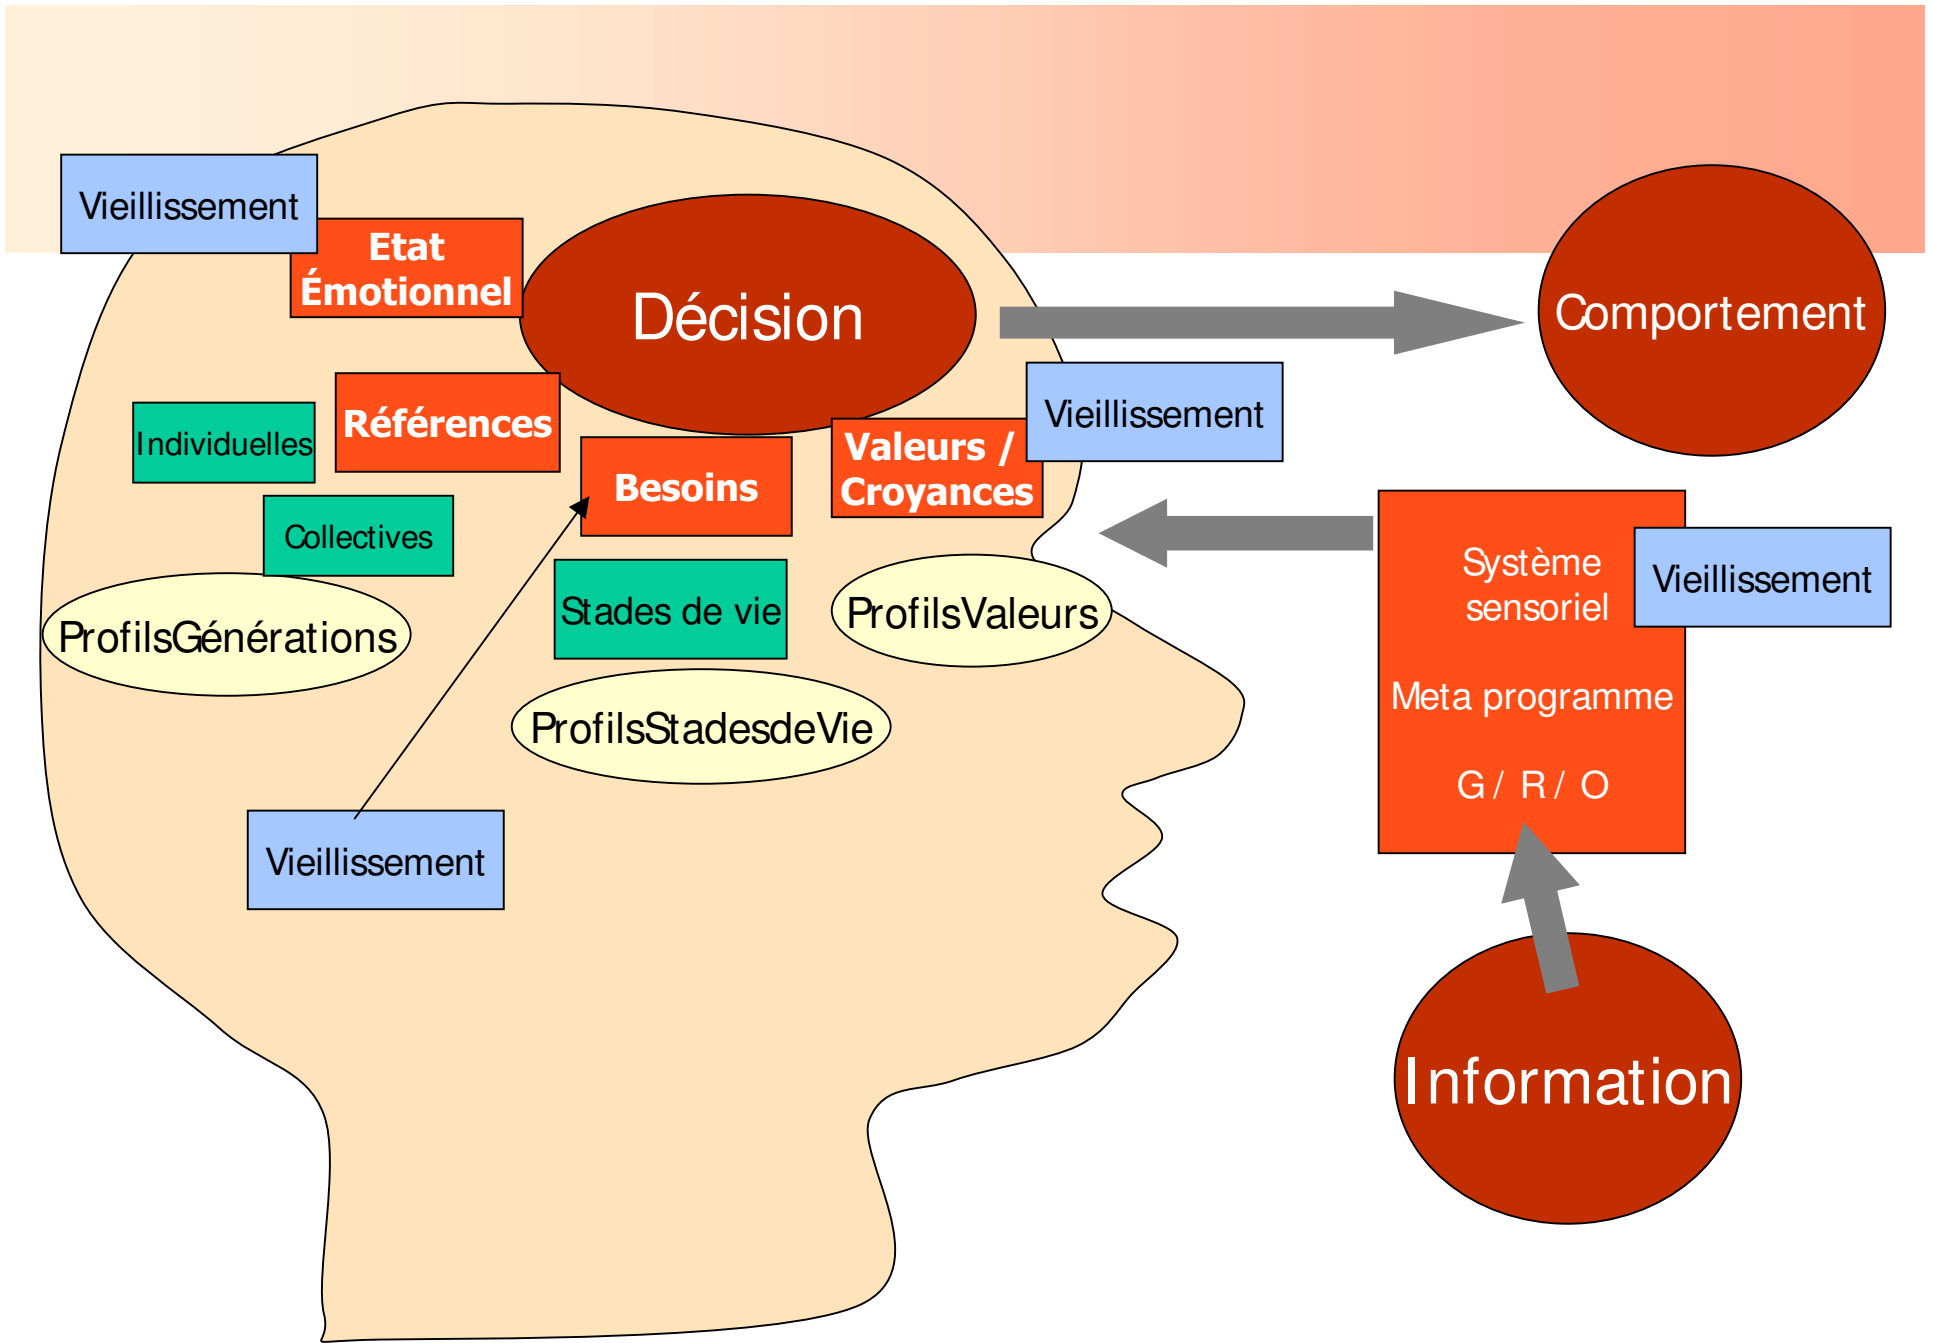 Vieillissement
Etat
Émotionnel
Décision
Comportement
Individuelles
Références
Collectives
Besoins
Valeurs /
Croyances
Vieillissement
ProfilsGénérations
Stades de vie
ProfilsValeurs
ProfilsStadesdeVie
Vieillissement
Système
sensoriel
Vieillissement
Meta programme
G / R / O
Information